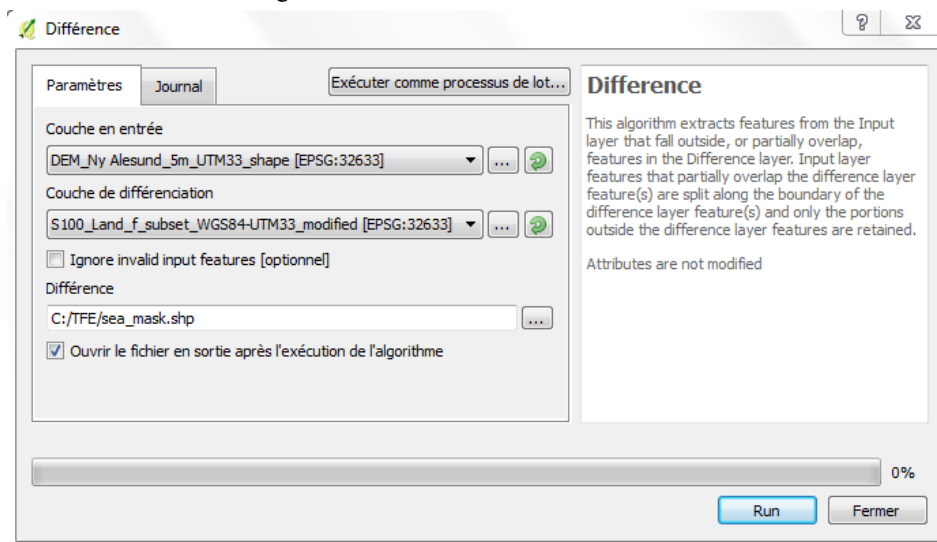 Différence
Paramètres
Journal
Exécuter comme processus de lot...
Couche en entrée
DEM_Ny Alesund_5m_UTM33_shape [EPSG:32633]
...
Couche de différenciation
S100_Land_f_subset_WGS84-UTM33_modified [EPSG:32633]
...
Ignore invalid input features [optionnel]
Différence
C:/TFE/sea_mask.shp
...
Ouvrir le fichier en sortie après l'exécution de l'algorithme
Difference
This algorithm extracts features from the Input
layer that fall outside, or partially overlap,
features in the Difference layer. Input layer
features that partially overlap the difference layer
feature(s) are split along the boundary of the
difference layer feature(s) and only the portions
outside the difference layer features are retained.
Attributes are not modified
0%
Run
Fermer